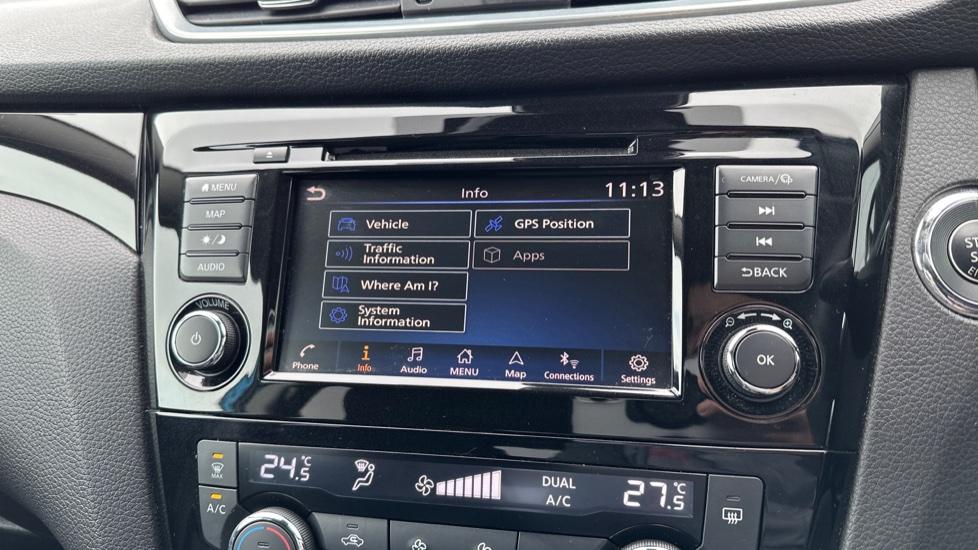 Info
11:13
MENU
MAP
AUDIO
VOLUME
Vehicle
GPS Position
Traffic
Information
Apps
Where Am I?
System
Information
Phone
Info
Audio
MENU
Map
Connections
Settings
CAMERA/
BACK
OK
MAX
A/C
24.5 °C
DUAL
A/C
27.5 °C